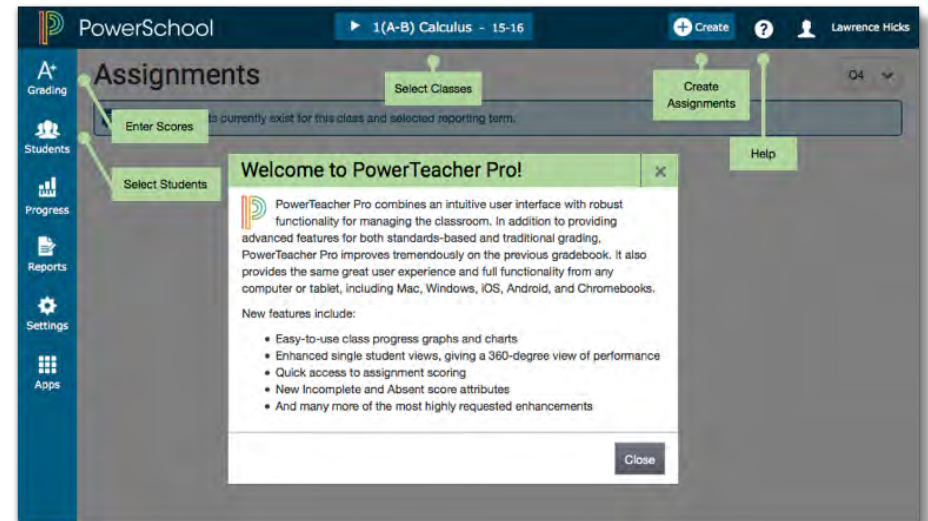 PowerSchool
1(A-B) Calculus - 15-16
Create
?
Lawrence Hicks
A+
Grading
Students
Progress
Reports
Settings
Apps
Assignments
Q4
Select Classes
Create
Assignments
Help
Enter Scores
currently exist for this class and selected reporting term.
Select Students
Welcome to PowerTeacher Pro!
×
PowerTeacher Pro combines an intuitive user interface with robust
functionality for managing the classroom. In addition to providing
advanced features for both standards-based and traditional grading,
PowerTeacher Pro improves tremendously on the previous gradebook. It also
provides the same great user experience and full functionality from any
computer or tablet, including Mac, Windows, iOS, Android, and Chromebooks.
New features include:
• Easy-to-use class progress graphs and charts
• Enhanced single student views, giving a 360-degree view of performance
• Quick access to assignment scoring
• New Incomplete and Absent score attributes
• And many more of the most highly requested enhancements
Close